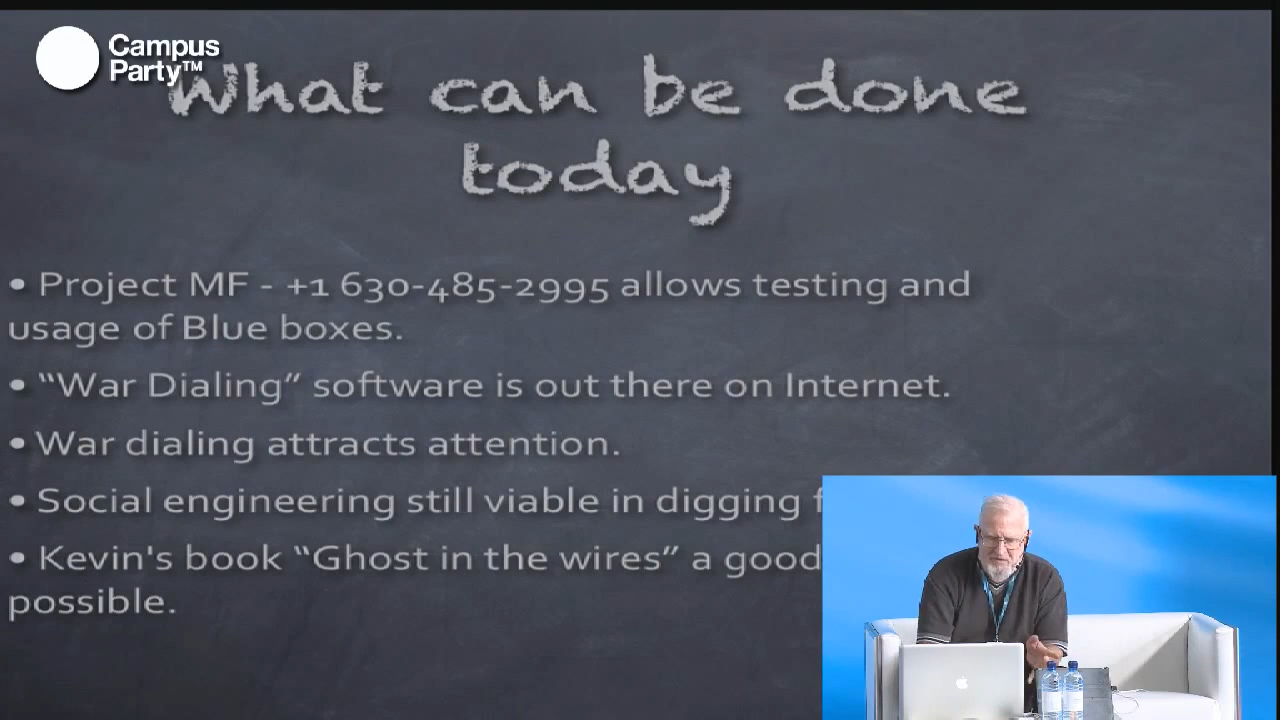 Campus
Party™
What can be done
today
• Project MF - +1 630-485-2995 allows testing and
usage of Blue boxes.
• “War Dialing” software is out there on Internet.
• War dialing attracts attention.
• Social engineering still viable in digging
• Kevin's book “Ghost in the wires” a good
possible.